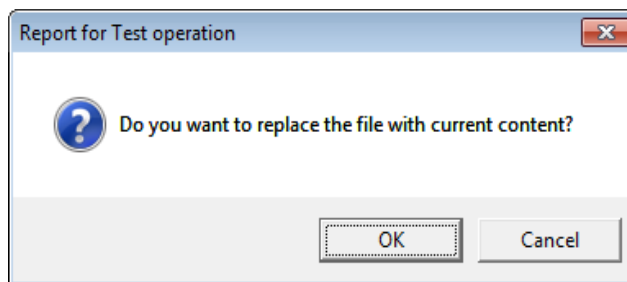 Report for Test operation
Do you want to replace the file with current content?
OK Cancel